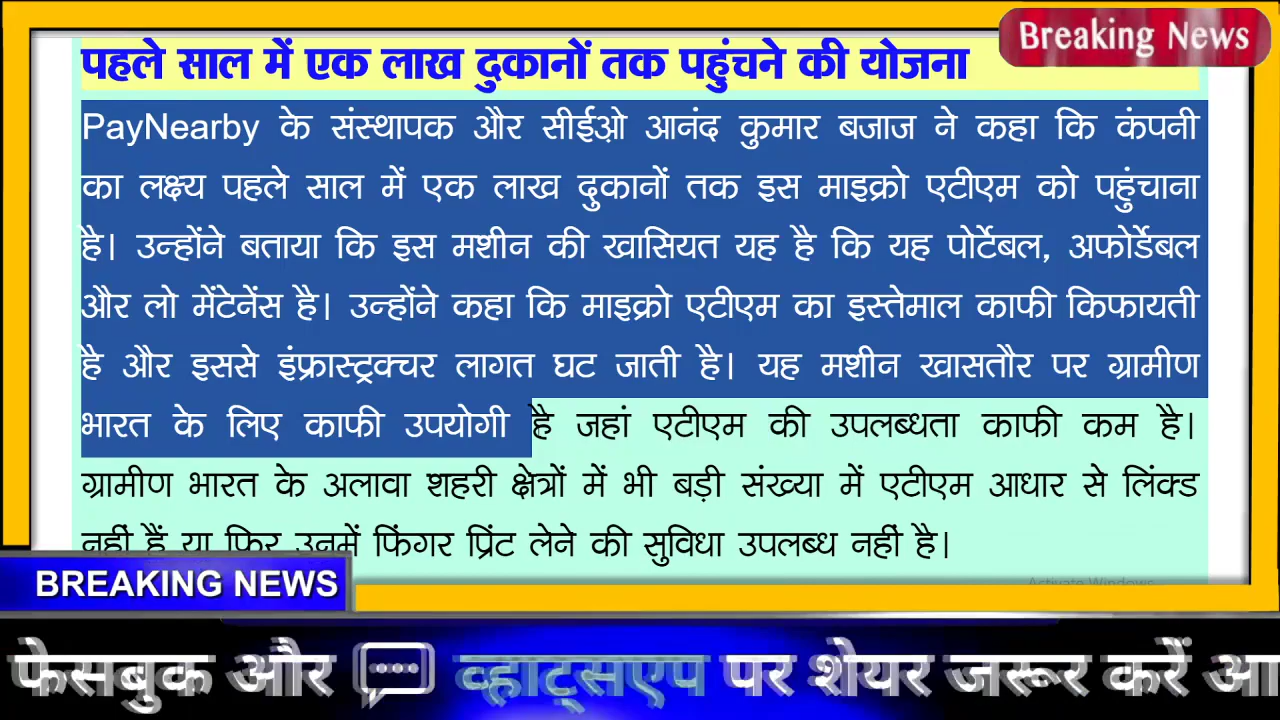 Breaking News
पहले साल में एक लाख दुकानों तक पहुंचने की योजना
PayNearby के संस्थापक और सीईओ़ आनंद कुमार बजाज ने कहा कि कंपनी
का लक्ष्य पहले साल में एक लाख दुकानों तक इस माइक्रो एटीएम को पहुंचाना
है। उन्होंने बताया कि इस मशीन की खासियत यह है कि यह पोर्टेबल, अफोर्डेबल
और लो मेंटेनेंस है। उन्होंने कहा कि माइक्रो एटीएम का इस्तेमाल काफी किफायती
है और इससे इंफ्रास्ट्रक्चर लागत घट जाती है। यह मशीन खासतौर पर ग्रामीण
भारत के लिए काफी उपयोगी है जहां एटीएम की उपलब्धता काफी कम है।
ग्रामीण भारत के अलावा शहरी क्षेत्रों में भी बड़ी संख्या में एटीएम आधार से लिंक्ड
नहीं हैं या फिर उनमें फिंगर प्रिंट लेने की सुविधा उपलब्ध नहीं है।
Activate Windows
BREAKING NEWS
फेसबुक और व्हाट्सएप पर शेयर जरूर करें आ